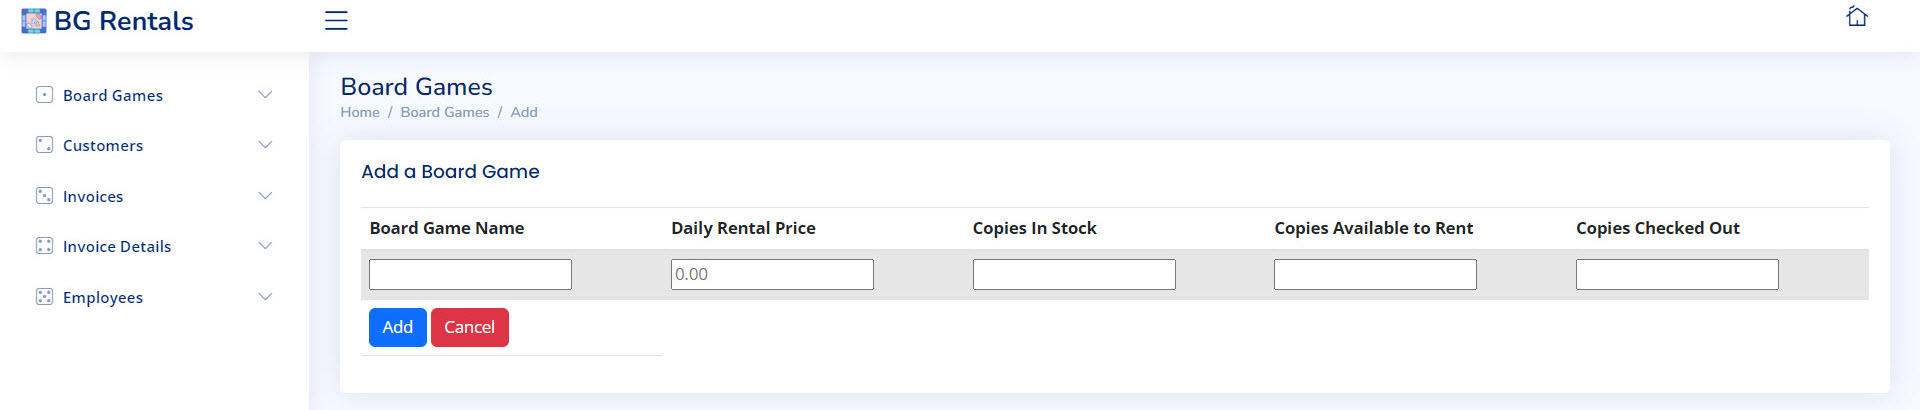 BG Rentals
Board Games
Customers
Invoices
Invoice Details
Employees
Board Games
Home / Board Games / Add
Add a Board Game
Board Game Name Daily Rental Price Copies In Stock Copies Available to Rent Copies Checked Out
0.00
Add Cancel